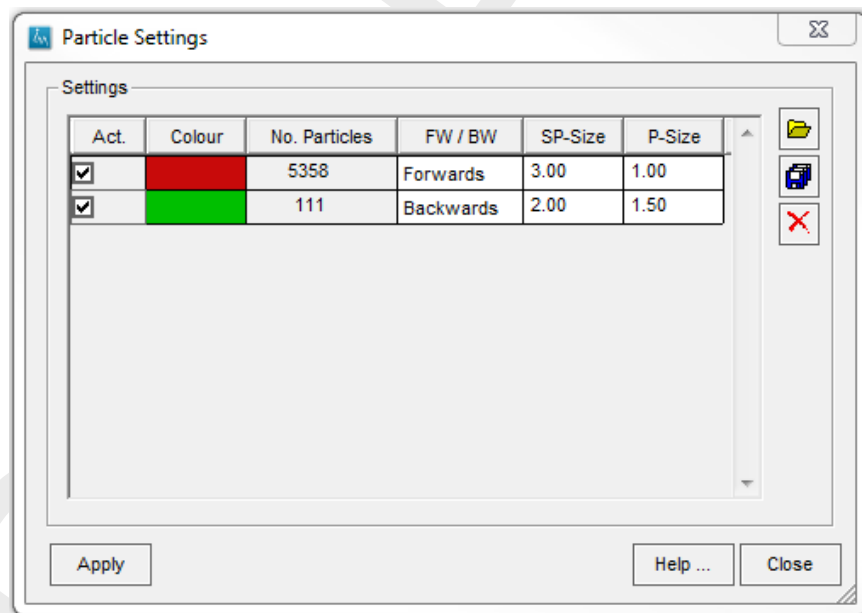 Particle Settings
Settings
Act. Colour No. Particles FW / BW SP-Size P-Size
5358 Forwards 3.00 1.00
111 Backwards 2.00 1.50
Apply Help ... Close